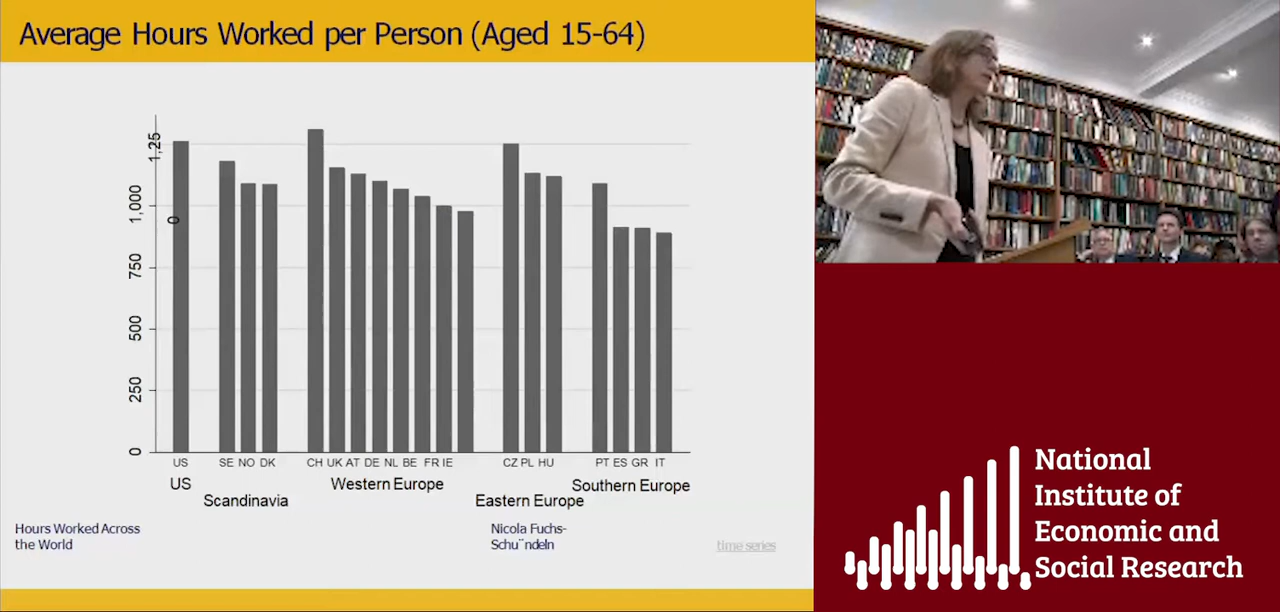 Average Hours Worked per Person (Aged 15-64)
1,25
0
1,000
750
500
250
0
US
SE NO DK
CH UK AT DE NL BE FR IE
CZ PL HU
PT ES GR IT
US
Scandinavia
Western Europe
Eastern Europe
Southern Europe
Hours Worked Across
the World
Nicola Fuchs-
Schu¨ndeln
time series
National
Institute of
Economic and
Social Research